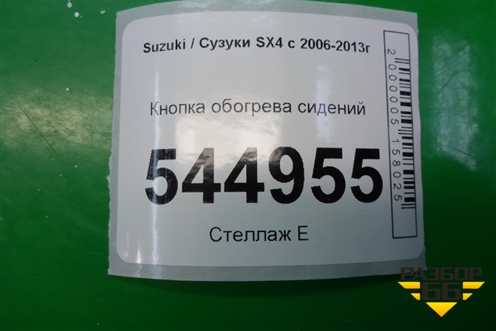 Suzuki / Сузуки SX4 с 2006-2013г
Кнопка обогрева сидений
544955
Стеллаж Е
2000005158025
РАЗБОР
66